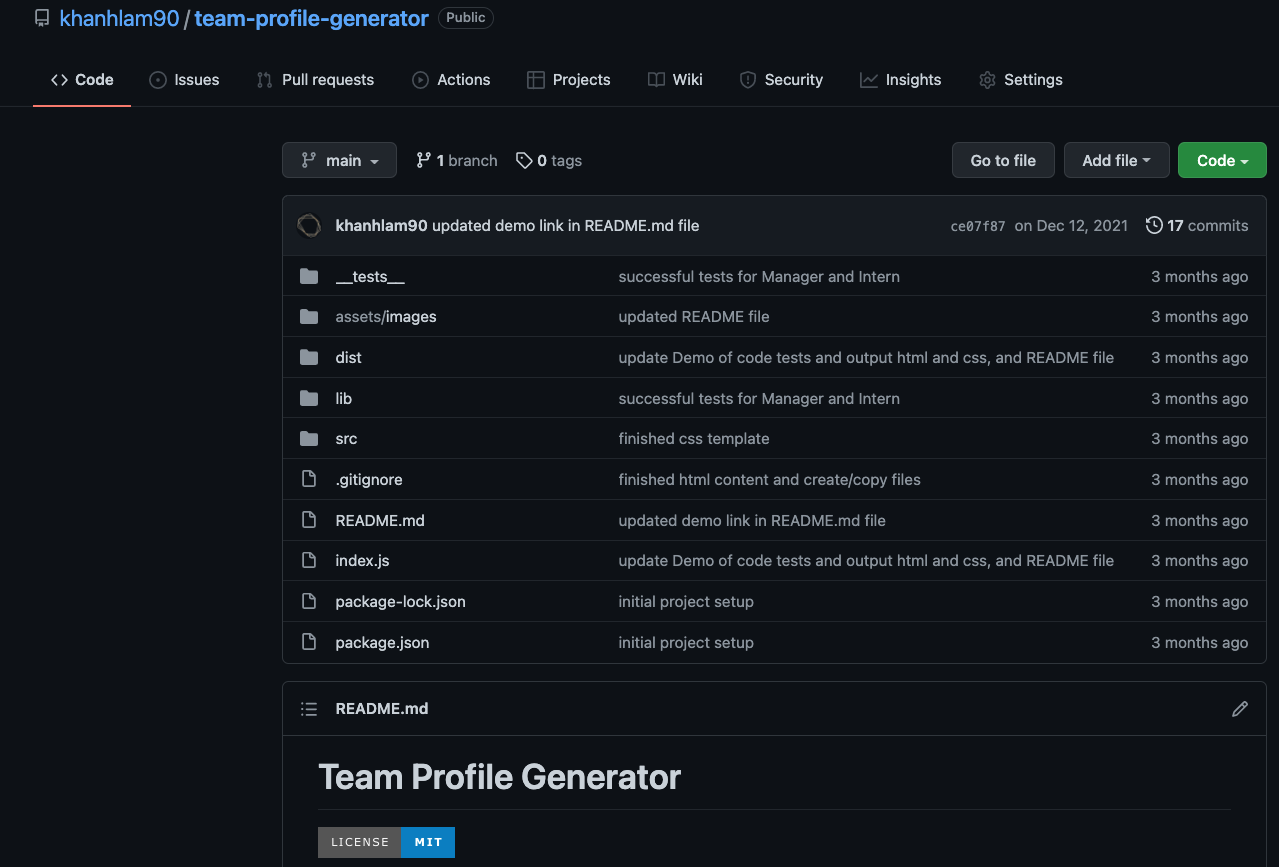 khanhlam90 / team-profile-generator Public
Code Issues Pull requests Actions Projects Wiki Security Insights Settings
main 1 branch 0 tags Go to file Add file Code
khanhlam90 updated demo link in README.md file ce07f87 on Dec 12, 2021 17 commits
__tests__ successful tests for Manager and Intern 3 months ago
assets/images updated README file 3 months ago
dist update Demo of code tests and output html and css, and README file 3 months ago
lib successful tests for Manager and Intern 3 months ago
src finished css template 3 months ago
.gitignore finished html content and create/copy files 3 months ago
README.md updated demo link in README.md file 3 months ago
index.js update Demo of code tests and output html and css, and README file 3 months ago
package-lock.json initial project setup 3 months ago
package.json initial project setup 3 months ago
README.md
Team Profile Generator
LICENSE MIT